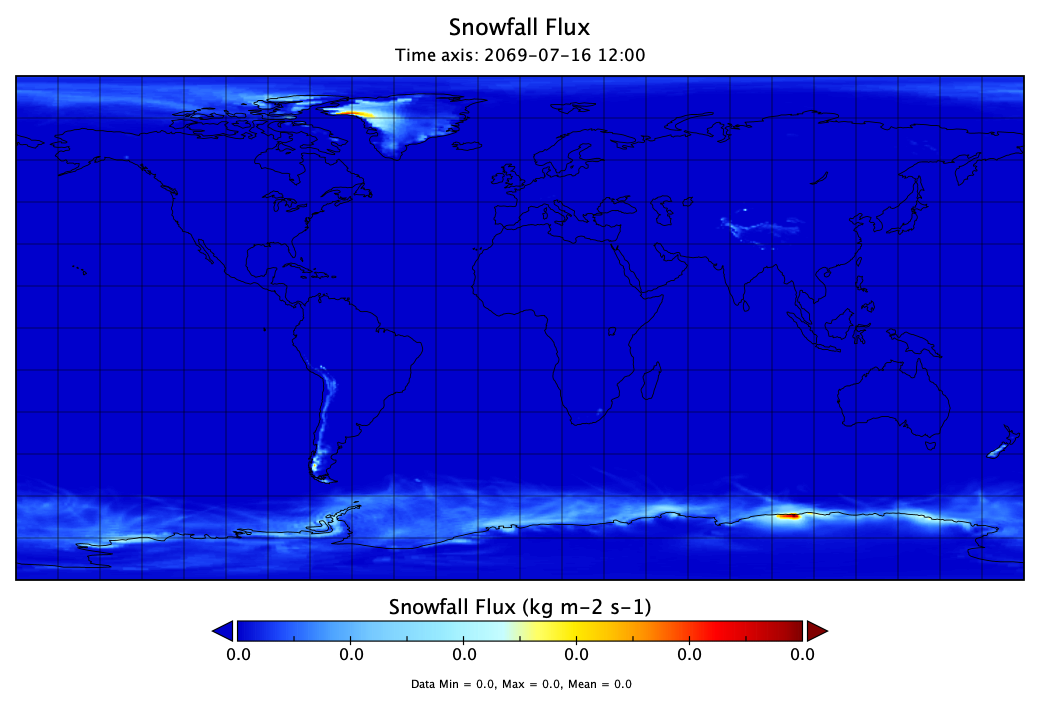 Snowfall Flux
Time axis: 2069-07-16 12:00
Snowfall Flux (kg m-2 s-1)
0.0 0.0 0.0 0.0 0.0 0.0
Data Min = 0.0, Max = 0.0, Mean = 0.0